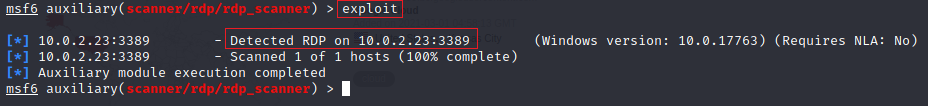 msf6 auxiliary(scanner/rdp/rdp_scanner) > exploit
[*] 10.0.2.23:3389 - Detected RDP on 10.0.2.23:3389 (Windows version: 10.0.17763) (Requires NLA: No)
[*] 10.0.2.23:3389 - Scanned 1 of 1 hosts (100% complete)
[*] Auxiliary module execution completed
msf6 auxiliary(scanner/rdp/rdp_scanner) >